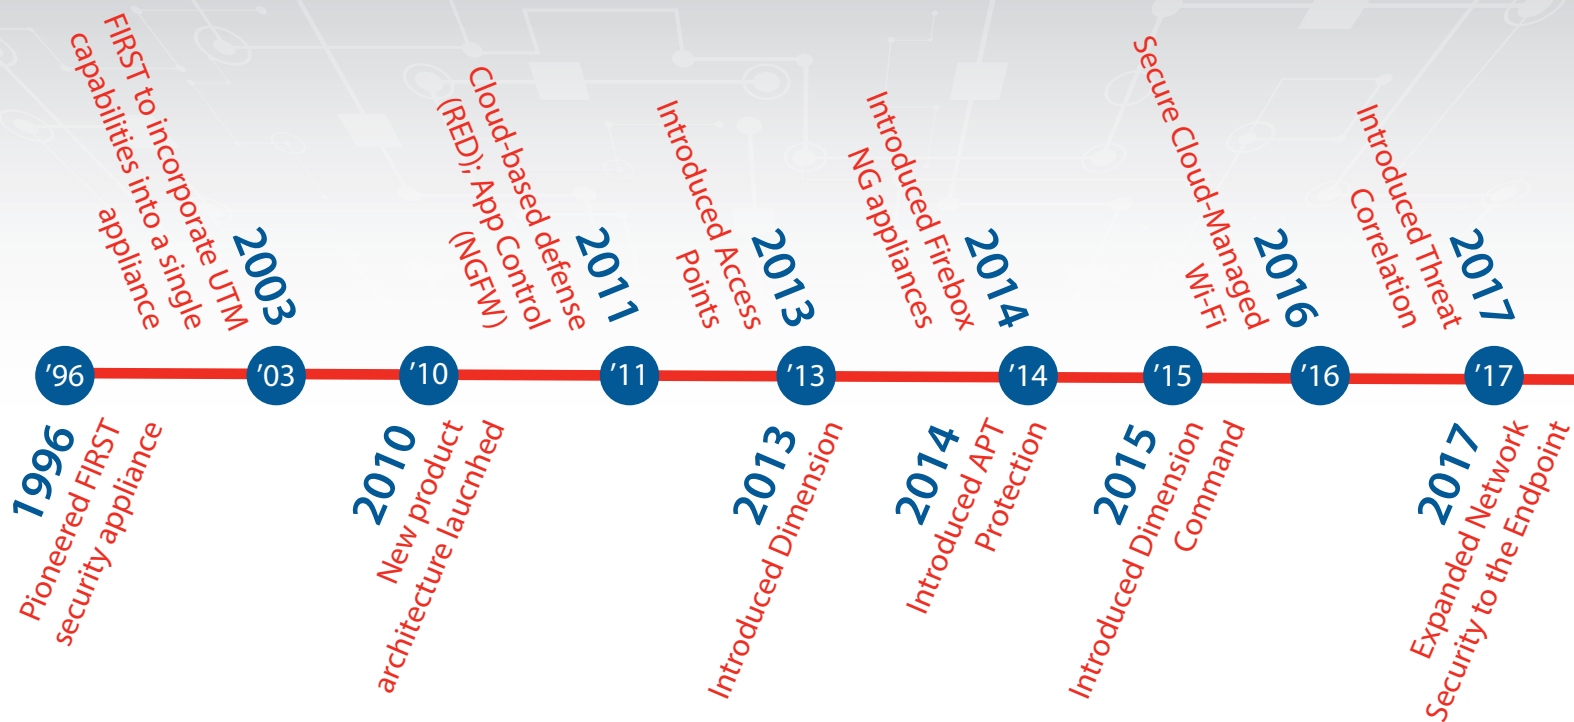 FIRST to incorporate UTM
capabilities into a single
appliance
2003
Cloud-based defense
(RED); App Control
(NGFW)
2011
Introduced Access
Points
2013
Introduced Firebox
NG appliances
2014
Secure Cloud-Managed
Wi-Fi
2016
Introduced Threat
Correlation
2017
’96
’03
’10
’11
’13
’14
’15
’16
’17
1996
Pioneered FIRST
security appliance
2010
New product
architecture laucnhed
2013
Introduced Dimension
2014
Introduced APT
Protection
2015
Introduced Dimension
Command
2017
Expanded Network
Security to the Endpoint